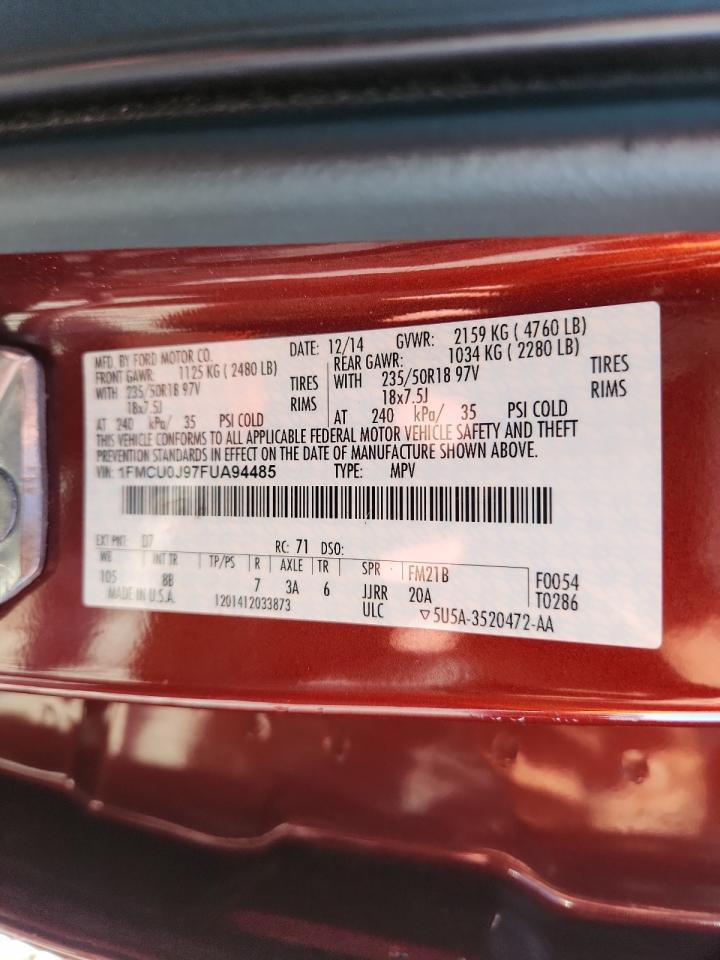 MFD. BY FORD MOTOR CO. DATE: 12/14 GVWR: 2159 KG ( 4760 LB)
FRONT GAWR: 1125 KG ( 2480 LB) REAR GAWR: 1034 KG ( 2280 LB)
WITH 235/50R18 97V TIRES WITH 235/50R18 97V TIRES
18x7.5J RIMS 18x7.5J RIMS
AT 240 kPa/ 35 PSI COLD AT 240 kPa/ 35 PSI COLD
THIS VEHICLE CONFORMS TO ALL APPLICABLE FEDERAL MOTOR VEHICLE SAFETY AND THEFT
PREVENTION STANDARDS IN EFFECT ON THE DATE OF MANUFACTURE SHOWN ABOVE.
VIN: 1FMCU0J97FUA94485 TYPE: MPV
EXT PNT: D7 RC: 71 DSO:
WB INT TR TP/PS R AXLE TR SPR FM21B F0054
105 8B 7 3A 6 JJRR 20A T0286
MADE IN U.S.A. 1201412033873 ULC ▽5U5A-3520472-AA